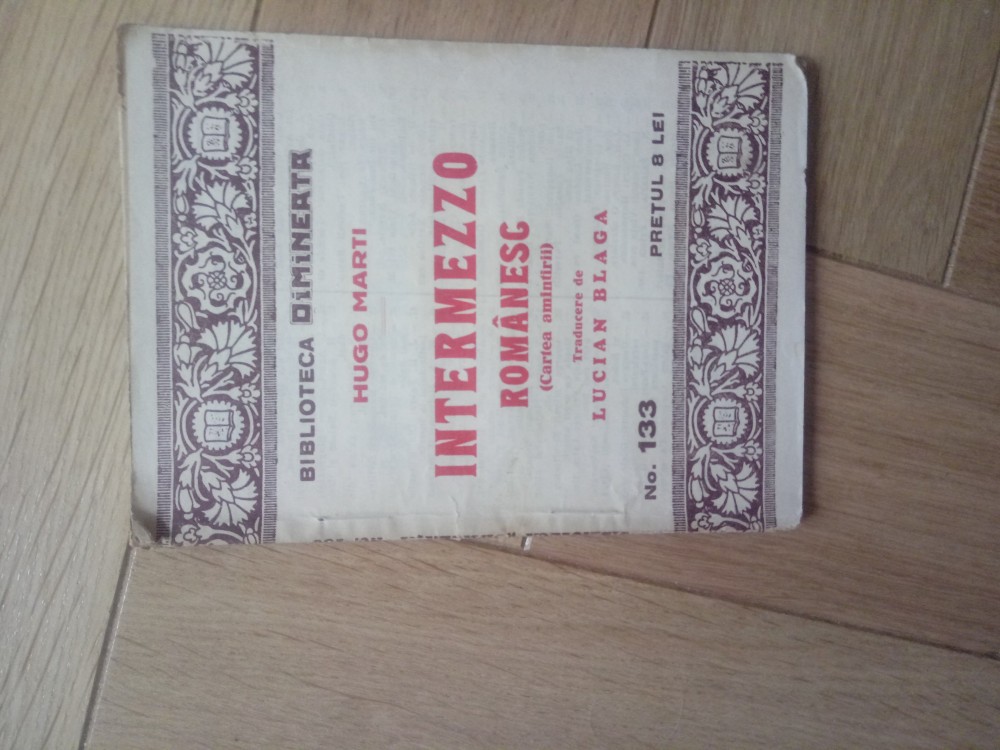 BIBLIOTECA DIMINEAȚA
HUGO MARTI
INTERMEZZO
ROMÂNESC
(Cartea amintirii)
Traducere de
LUCIAN BLAGA
No. 133
PREȚUL 8 LEI